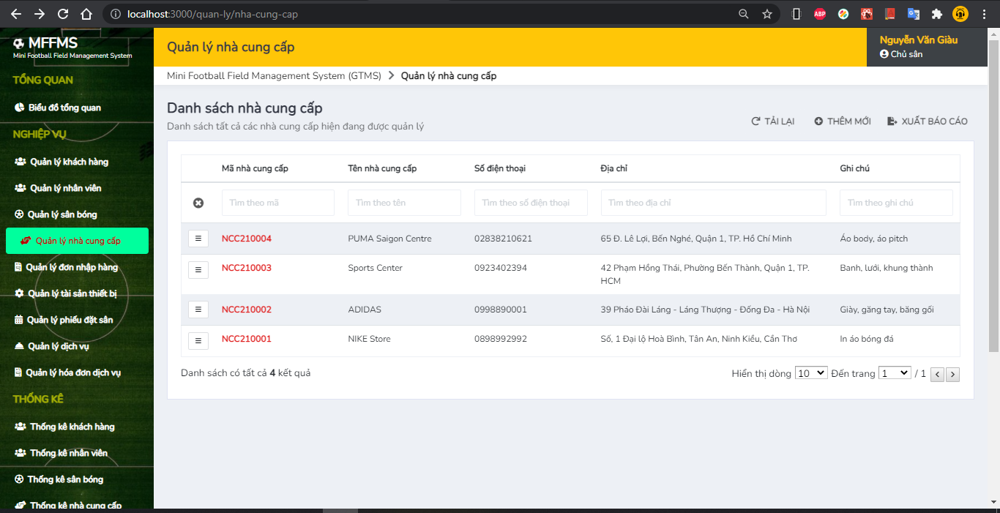 localhost:3000/quan-ly/nha-cung-cap
ABP
MFFMS
Mini Football Field Management System
TỔNG QUAN
Biểu đồ tổng quan
NGHIỆP VỤ
Quản lý khách hàng
Quản lý nhân viên
Quản lý sân bóng
Quản lý nhà cung cấp
Quản lý đơn nhập hàng
Quản lý tài sản thiết bị
Quản lý phiếu đặt sân
Quản lý dịch vụ
Quản lý hóa đơn dịch vụ
THỐNG KÊ
Thống kê khách hàng
Thống kê nhân viên
Thống kê sân bóng
Thống kê nhà cung cấp
Quản lý nhà cung cấp
Nguyễn Văn Giàu
Chủ sân
Mini Football Field Management System (GTMS) > Quản lý nhà cung cấp
Danh sách nhà cung cấp
Danh sách tất cả các nhà cung cấp hiện đang được quản lý
TẢI LẠI THÊM MỚI XUẤT BÁO CÁO
Mã nhà cung cấp Tên nhà cung cấp Số điện thoại Địa chỉ Ghi chú
Tìm theo mã Tìm theo tên Tìm theo số điện thoại Tìm theo địa chỉ Tìm theo ghi chú
NCC210004 PUMA Saigon Centre 02838210621 65 Đ. Lê Lợi, Bến Nghé, Quận 1, TP. Hồ Chí Minh Áo body, áo pitch
NCC210003 Sports Center 0923402394 42 Phạm Hồng Thái, Phường Bến Thành, Quận 1, TP. Banh, lưới, khung thành
HCM
NCC210002 ADIDAS 0998890001 39 Pháo Đài Láng - Láng Thượng - Đống Đa - Hà Nội Giày, găng tay, băng gối
NCC210001 NIKE Store 0898992992 Số, 1 Đại lộ Hoà Bình, Tân An, Ninh Kiều, Cần Thơ In áo bóng đá
Danh sách có tất cả 4 kết quả
Hiển thị dòng 10 Đến trang 1 / 1 < >